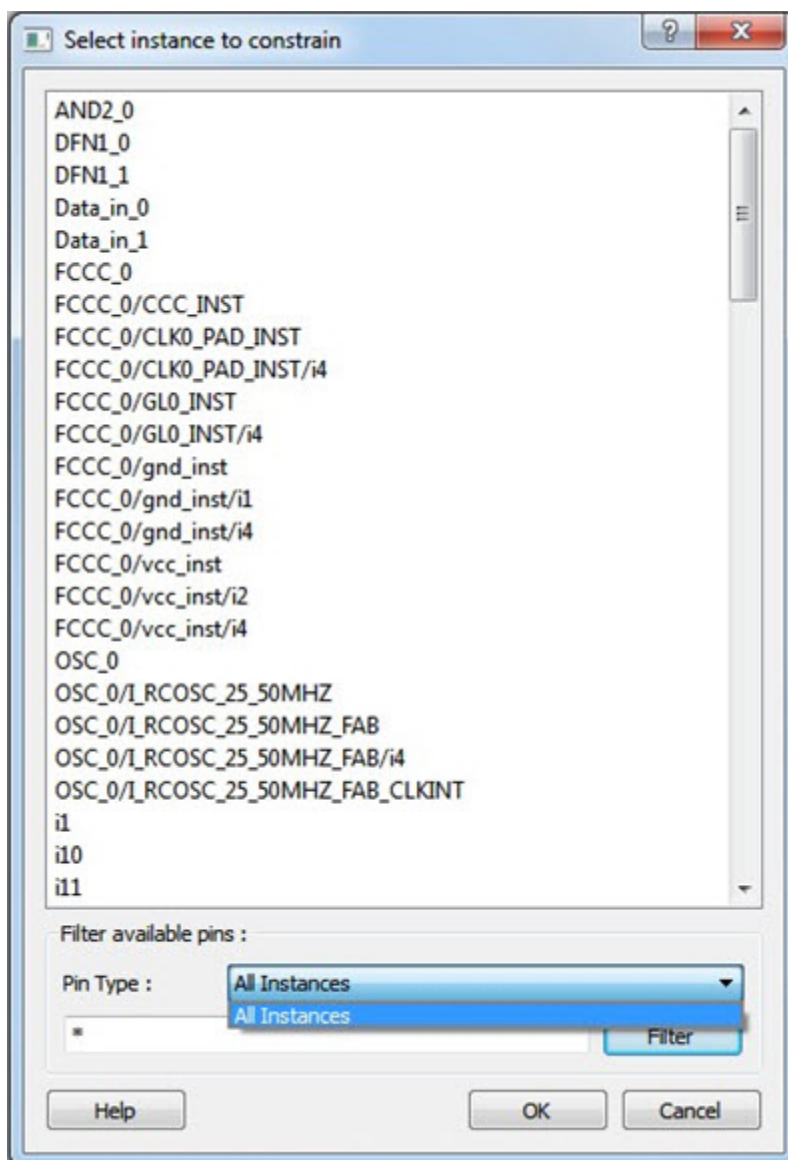 Select instance to constrain
AND2_0
DFN1_0
DFN1_1
Data_in_0
Data_in_1
FCCC_0
FCCC_0/CCC_INST
FCCC_0/CLK0_PAD_INST
FCCC_0/CLK0_PAD_INST/i4
FCCC_0/GL0_INST
FCCC_0/GL0_INST/i4
FCCC_0/gnd_inst
FCCC_0/gnd_inst/i1
FCCC_0/gnd_inst/i4
FCCC_0/vcc_inst
FCCC_0/vcc_inst/i2
FCCC_0/vcc_inst/i4
OSC_0
OSC_0/I_RCOSC_25_50MHZ
OSC_0/I_RCOSC_25_50MHZ_FAB
OSC_0/I_RCOSC_25_50MHZ_FAB/i4
OSC_0/I_RCOSC_25_50MHZ_FAB_CLKINT
i1
i10
i11
Filter available pins :
Pin Type : All Instances
All Instances
* Filter
Help OK Cancel